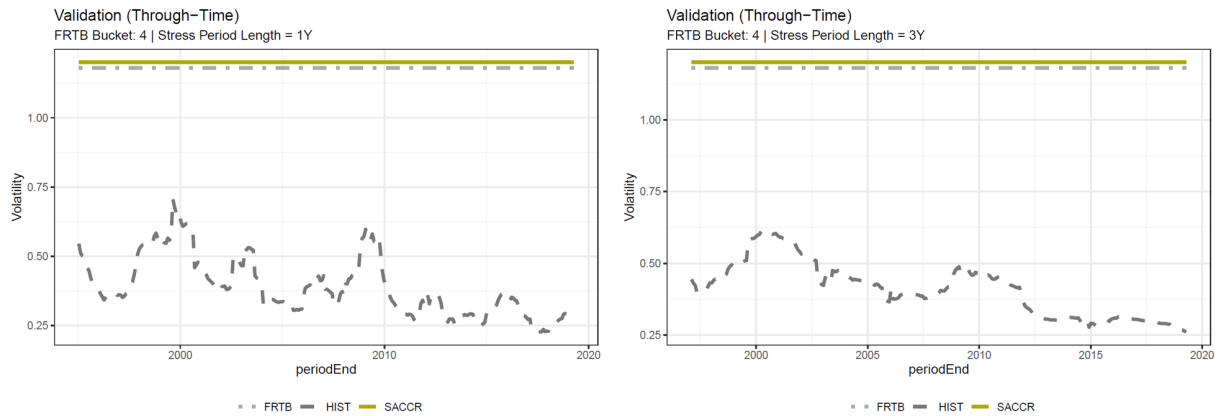 Validation (Through−Time)
FRTB Bucket: 4 | Stress Period Length = 1Y
1.00
0.75
0.50
0.25
Volatility
2000
2010
2020
periodEnd
FRTB
HIST
SACCR
Validation (Through−Time)
FRTB Bucket: 4 | Stress Period Length = 3Y
1.00
0.75
0.50
0.25
Volatility
2000
2005
2010
2015
2020
periodEnd
FRTB
HIST
SACCR